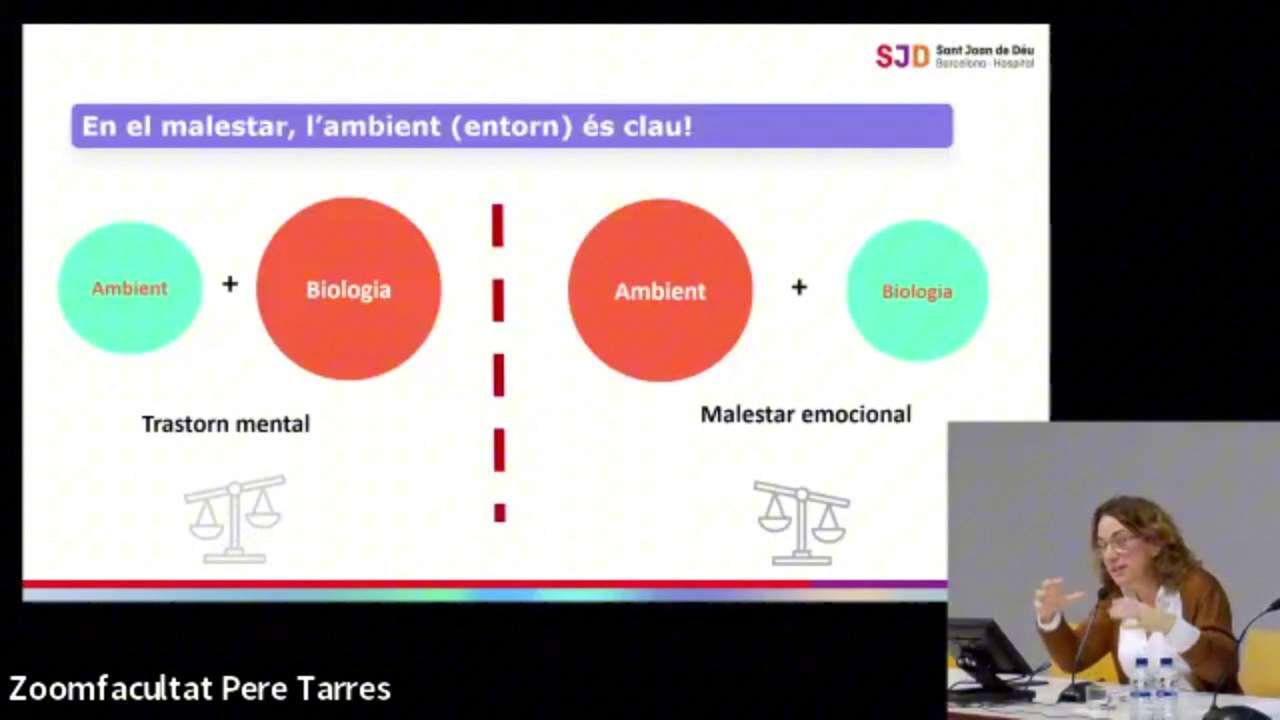 SJD Sant Joan de Déu
Barcelona · Hospital
En el malestar, l’ambient (entorn) és clau!
Ambient + Biologia
Ambient + Biologia
Trastorn mental
Malestar emocional
Zoomfacultat Pere Tarres